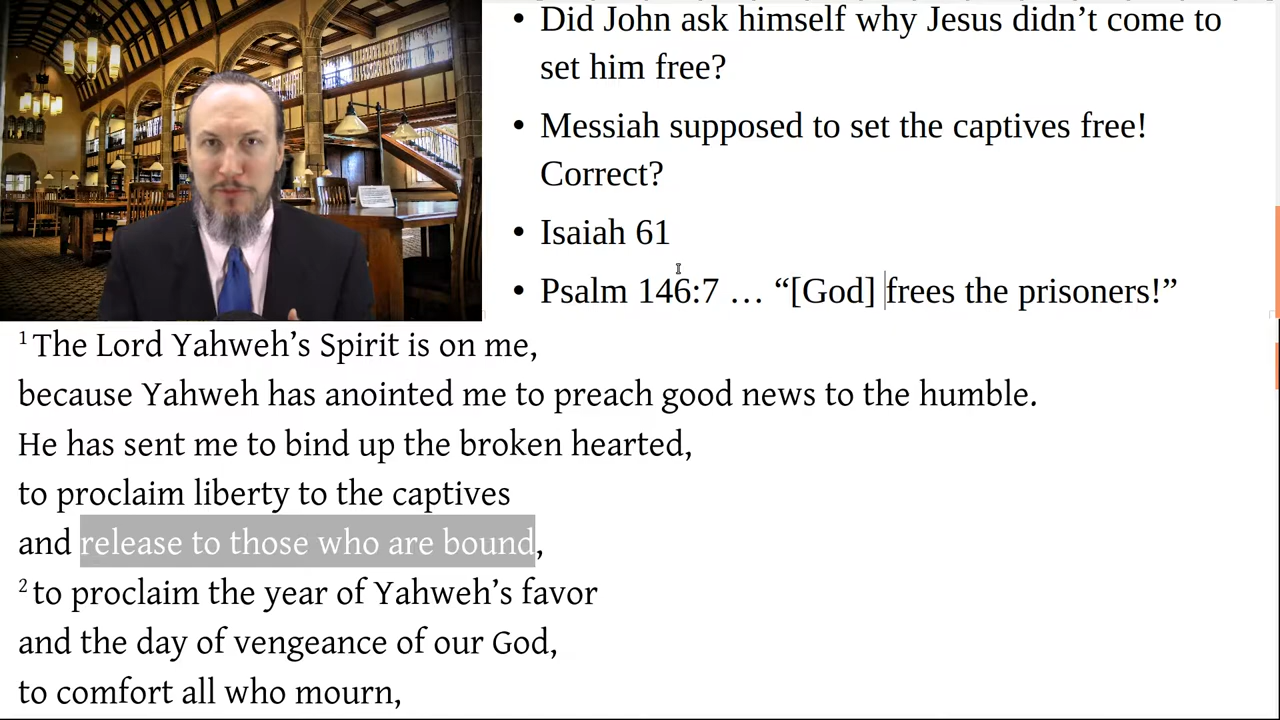 • Did John ask himself why Jesus didn’t come to
set him free?
• Messiah supposed to set the captives free!
Correct?
• Isaiah 61
• Psalm 146:7 … “[God] frees the prisoners!”
1 The Lord Yahweh’s Spirit is on me,
because Yahweh has anointed me to preach good news to the humble.
He has sent me to bind up the broken hearted,
to proclaim liberty to the captives
and release to those who are bound,
2 to proclaim the year of Yahweh’s favor
and the day of vengeance of our God,
to comfort all who mourn,